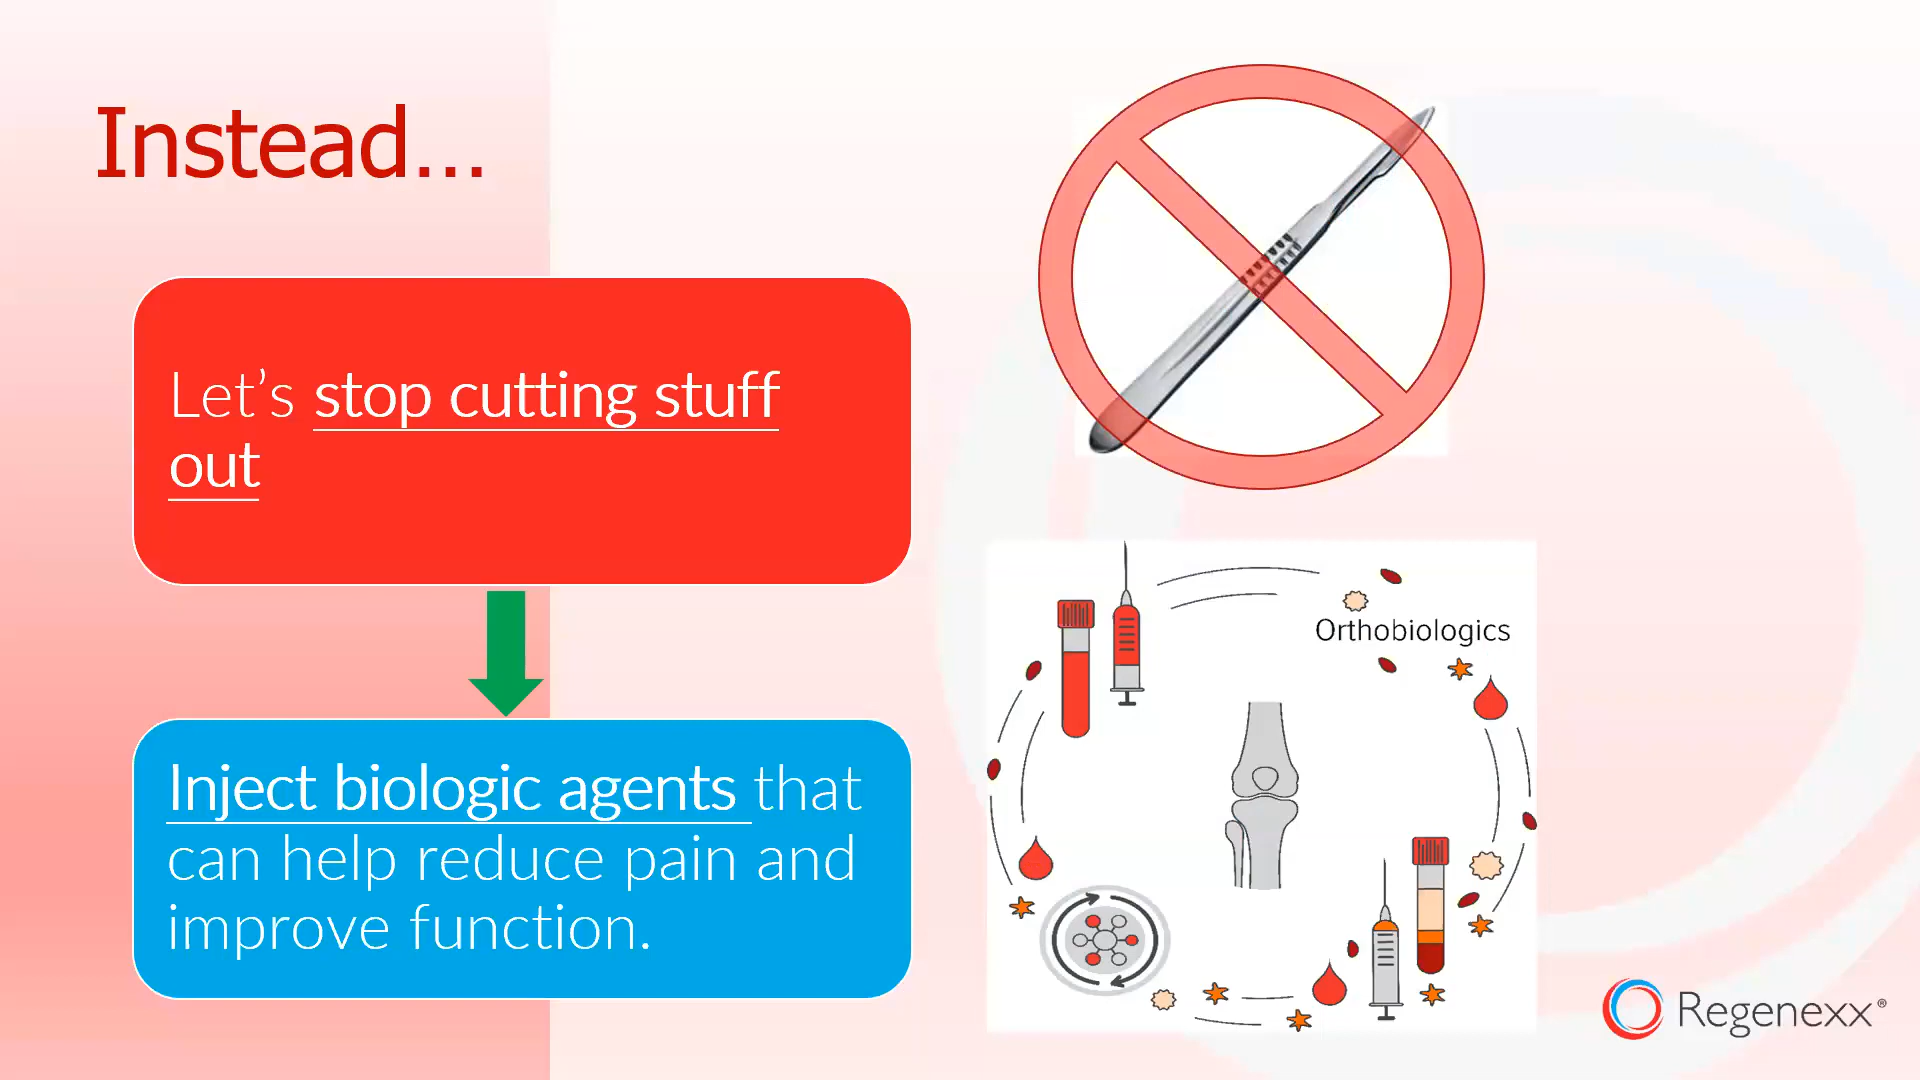 Instead...
Let’s stop cutting stuff
out
Inject biologic agents that
can help reduce pain and
improve function.
Orthobiologics
Regenexx®